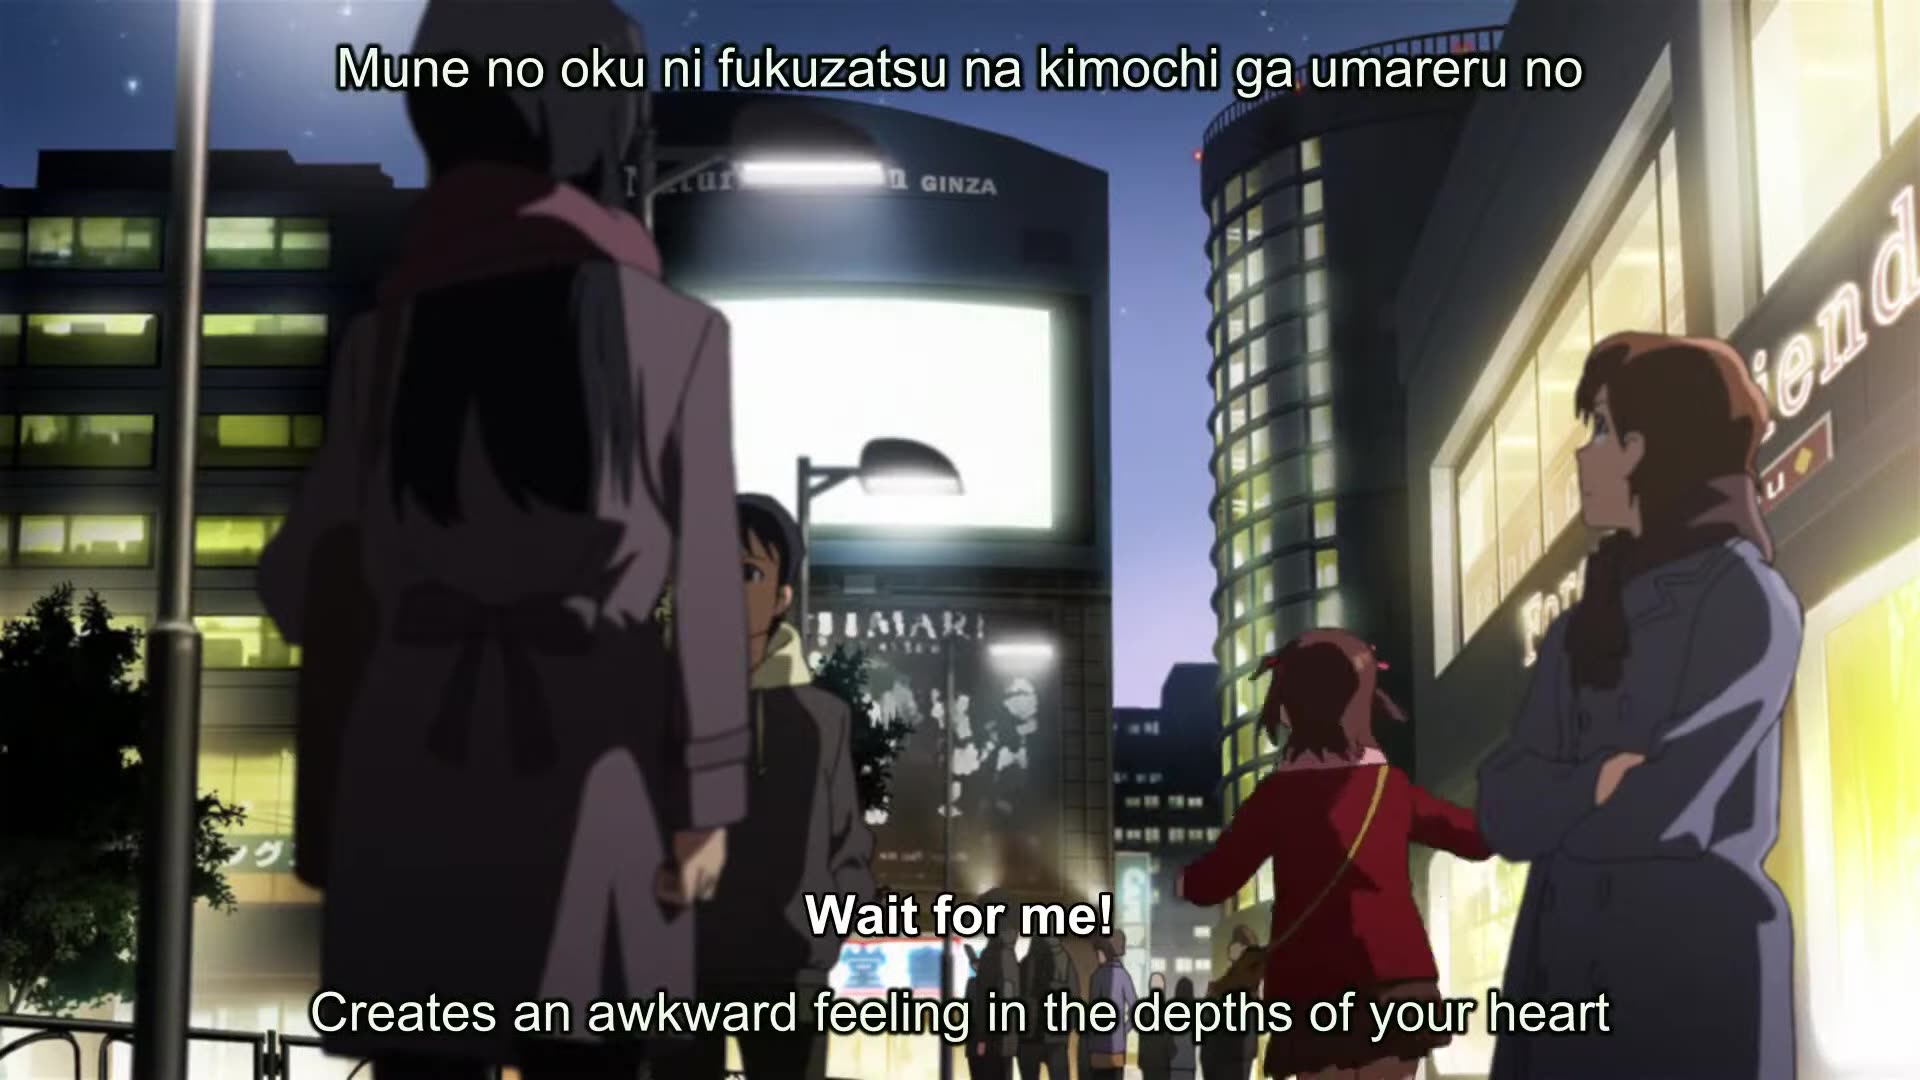 Mune no oku ni fukuzatsu na kimochi ga umareru no
GINZA
Wait for me!
Creates an awkward feeling in the depths of your heart